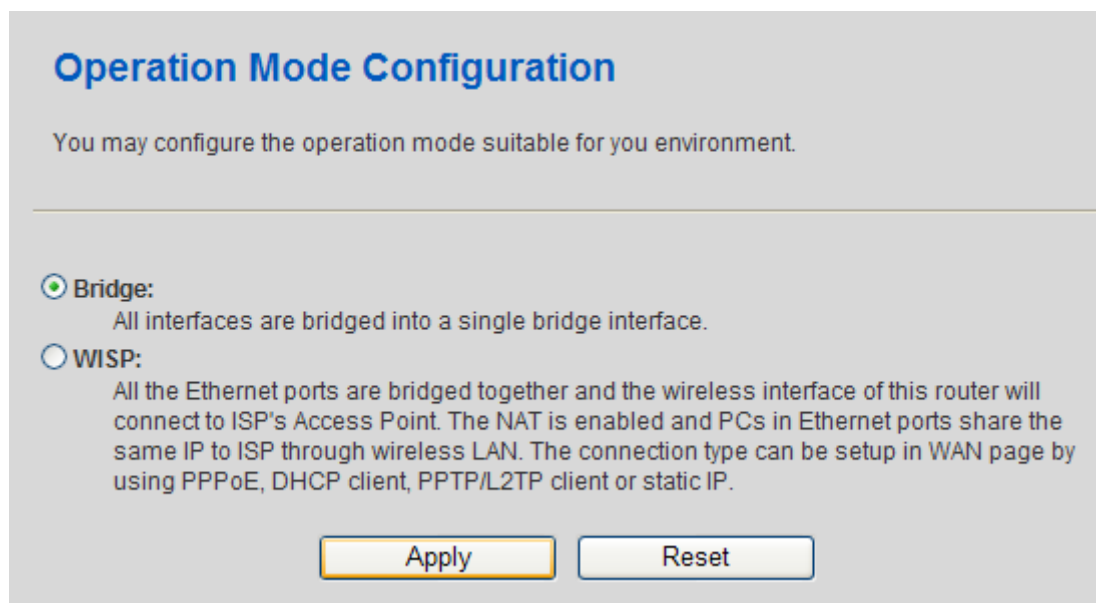 Operation Mode Configuration
You may configure the operation mode suitable for you environment.
Bridge:
All interfaces are bridged into a single bridge interface.
WISP:
All the Ethernet ports are bridged together and the wireless interface of this router will
connect to ISP's Access Point. The NAT is enabled and PCs in Ethernet ports share the
same IP to ISP through wireless LAN. The connection type can be setup in WAN page by
using PPPoE, DHCP client, PPTP/L2TP client or static IP.
Apply Reset